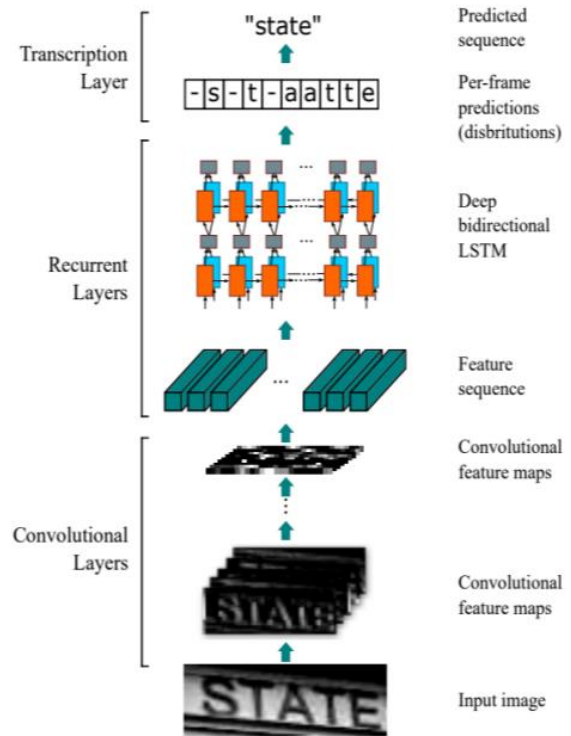 "state"
Predicted
sequence
Transcription
Layer
-s-t-aatte
Per-frame
predictions
(disbritutions)
...
...
Deep
bidirectional
LSTM
Recurrent
Layers
...
Feature
sequence
Convolutional
feature maps
Convolutional
Layers
STATE
Convolutional
feature maps
STATE
Input image